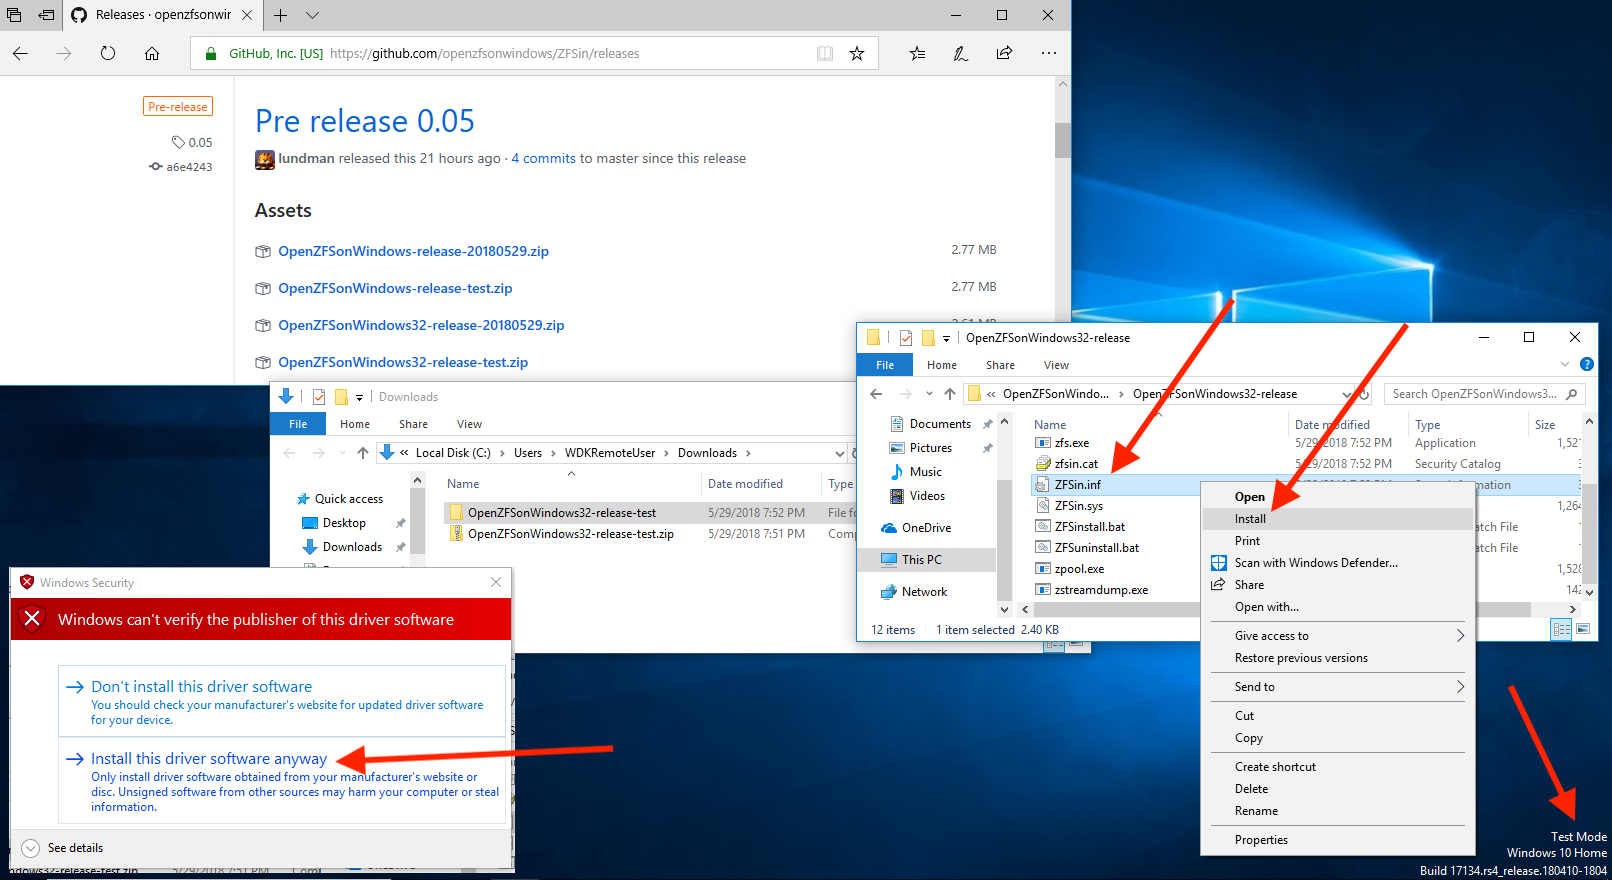 Releases · openzfsonwir
GitHub, Inc. [US] https://github.com/openzfsonwindows/ZFSin/releases
Pre-release
0.05
a6e4243
Pre release 0.05
lundman released this 21 hours ago · 4 commits to master since this release
Assets
OpenZFSonWindows-release-20180529.zip 2.77 MB
OpenZFSonWindows-release-test.zip 2.77 MB
OpenZFSonWindows32-release-20180529.zip 2.61 MB
OpenZFSonWindows32-release-test.zip
Downloads
File Home Share View
« Local Disk (C:) > Users > WDKRemoteUser > Downloads >
Name Date modified Type
Quick access
Desktop
Downloads
OpenZFSonWindows32-release-test 5/29/2018 7:52 PM File fo
OpenZFSonWindows32-release-test.zip 5/29/2018 7:51 PM Comp
OpenZFSonWindows32-release
File Home Share View
« OpenZFSonWindo... > OpenZFSonWindows32-release
Search OpenZFSonWindows3...
Documents
Pictures
Music
Videos
OneDrive
This PC
Network
Name Date modified Type Size
zfs.exe 5/29/2018 7:52 PM Application 1,521
zfsin.cat 5/29/2018 7:52 PM Security Catalog
ZFSin.inf
ZFSin.sys 1,264
ZFSinstall.bat tch File
ZFSuninstall.bat tch File
zpool.exe 1,528
zstreamdump.exe 142
12 items 1 item selected 2.40 KB
Open
Install
Print
Scan with Windows Defender...
Share
Open with...
Give access to
Restore previous versions
Send to
Cut
Copy
Create shortcut
Delete
Rename
Properties
Windows Security
Windows can't verify the publisher of this driver software
Don't install this driver software
You should check your manufacturer's website for updated driver software
for your device.
Install this driver software anyway
Only install driver software obtained from your manufacturer's website or
disc. Unsigned software from other sources may harm your computer or steal
information.
See details
Test Mode
Windows 10 Home
Build 17134.rs4_release.180410-1804